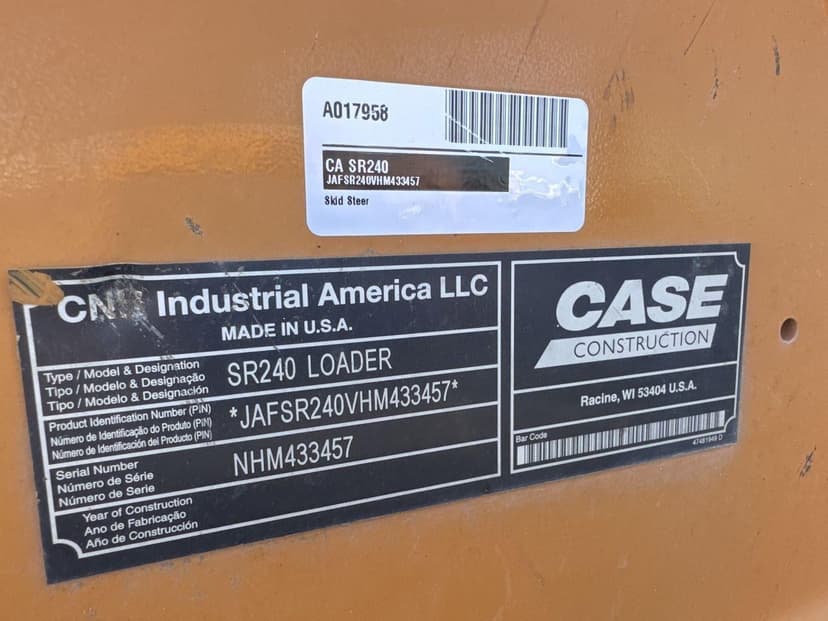 A017958
CA SR240
JAFSR240VHM433457
Skid Steer
CNH Industrial America LLC
MADE IN U.S.A.
Type / Model & Designation
Tipo / Modelo & Designação
Tipo / Modelo & Designación
SR240 LOADER
Product Identification Number (PIN)
Número de Identificação do Produto (PIN)
Número de Identificación del Producto (PIN)
*JAFSR240VHM433457*
Serial Number
Número de Série
Número de Serie
NHM433457
Year of Construction
Ano de Fabricação
Año de Construcción
CASE
CONSTRUCTION
Racine, WI 53404 U.S.A.
Bar Code
47481949 D